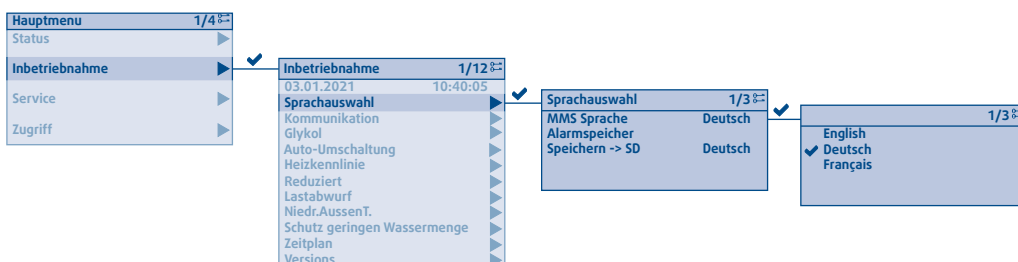 Hauptmenu 1/4
Status
Inbetriebnahme
Service
Zugriff
Inbetriebnahme 1/12
03.01.2021 10:40:05
Sprachauswahl
Kommunikation
Glykol
Auto-Umschaltung
Heizkennlinie
Reduziert
Lastabwurf
Niedr.AussenT.
Schutz geringen Wassermenge
Zeitplan
Versions
Sprachauswahl 1/3
MMS Sprache Deutsch
Alarmspeicher
Speichern -> SD Deutsch
1/3
English
Deutsch
Français